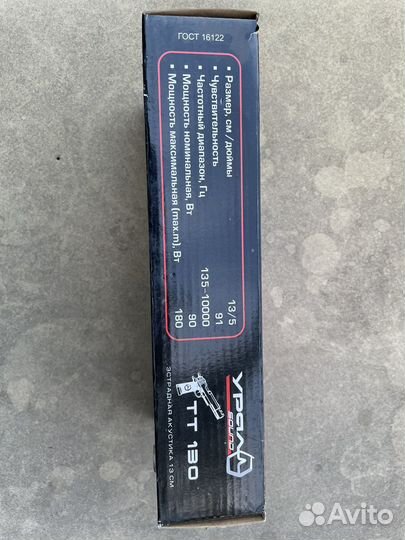 ГОСТ 16122
▪ Размер, см /дюймы 13/5
▪ Чувствительность 91
▪ Частотный диапазон, Гц 135-10000
▪ Мощность номинальная, Вт 90
▪ Мощность максимальная (max.m), Вт 180
УРАЛ
SOUND
ТТ 130
ЭСТРАДНАЯ АКУСТИКА 13 СМ
Avito